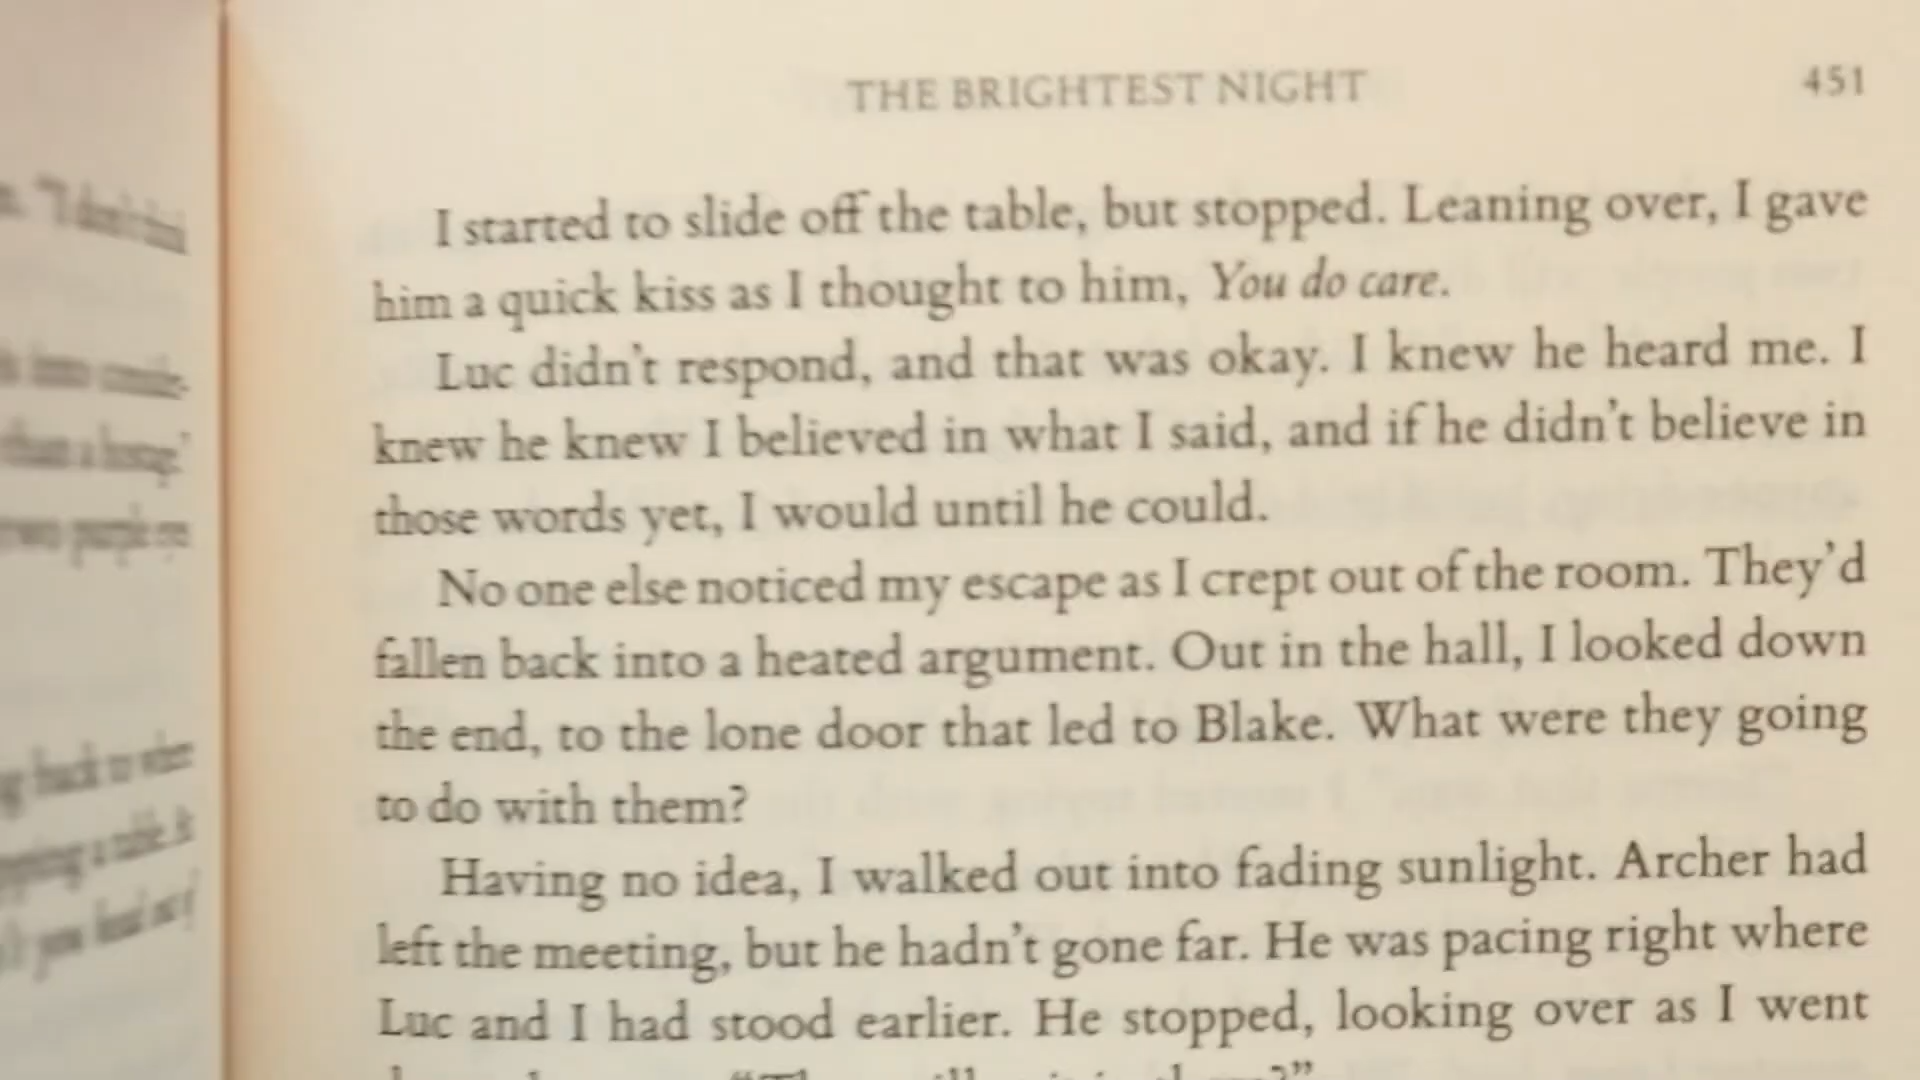 THE BRIGHTEST NIGHT 451
I started to slide off the table, but stopped. Leaning over, I gave
him a quick kiss as I thought to him, You do care.
Luc didn't respond, and that was okay. I knew he heard me. I
knew he knew I believed in what I said, and if he didn't believe in
those words yet, I would until he could.
No one else noticed my escape as I crept out of the room. They'd
fallen back into a heated argument. Out in the hall, I looked down
the end, to the lone door that led to Blake. What were they going
to do with them?
Having no idea, I walked out into fading sunlight. Archer had
left the meeting, but he hadn't gone far. He was pacing right where
Luc and I had stood earlier. He stopped, looking over as I went